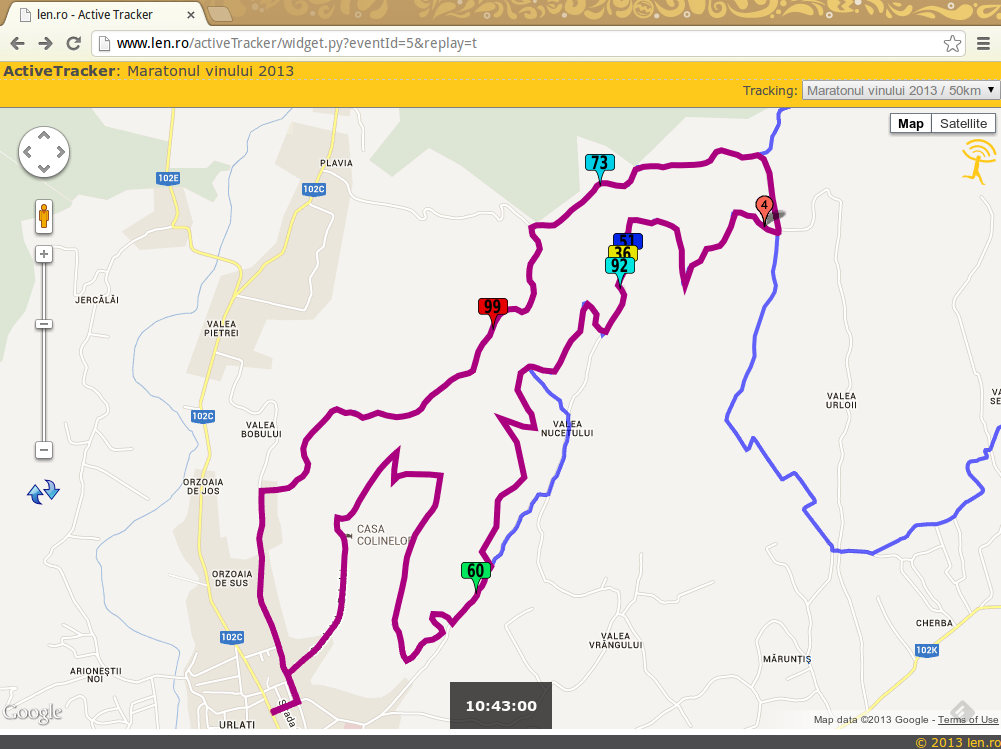 len.ro - Active Tracker
www.len.ro/activeTracker/widget.py?eventId=5&replay=t
ActiveTracker: Maratonul vinului 2013
Tracking: Maratonul vinului 2013 / 50km
Map Satellite
PLAVIA
73
102E
102C
4
51
36
92
JERCĂLĂI
99
VALEA
PIETREI
VALEA
URLOII
VA
SE
102C
VALEA
BOBULUI
VALEA
NUCETULUI
ORZOAIA
DE JOS
CASA
COLINELOR
ORZOAIA
DE SUS
60
102C
CHERBA
VALEA
VRÂNGULUI
102K
MĂRUNȚIȘ
ARIONEȘTII
NOI
Strada
10:43:00
Google
URLATI
Map data ©2013 Google - Terms of Use
© 2013 len.ro